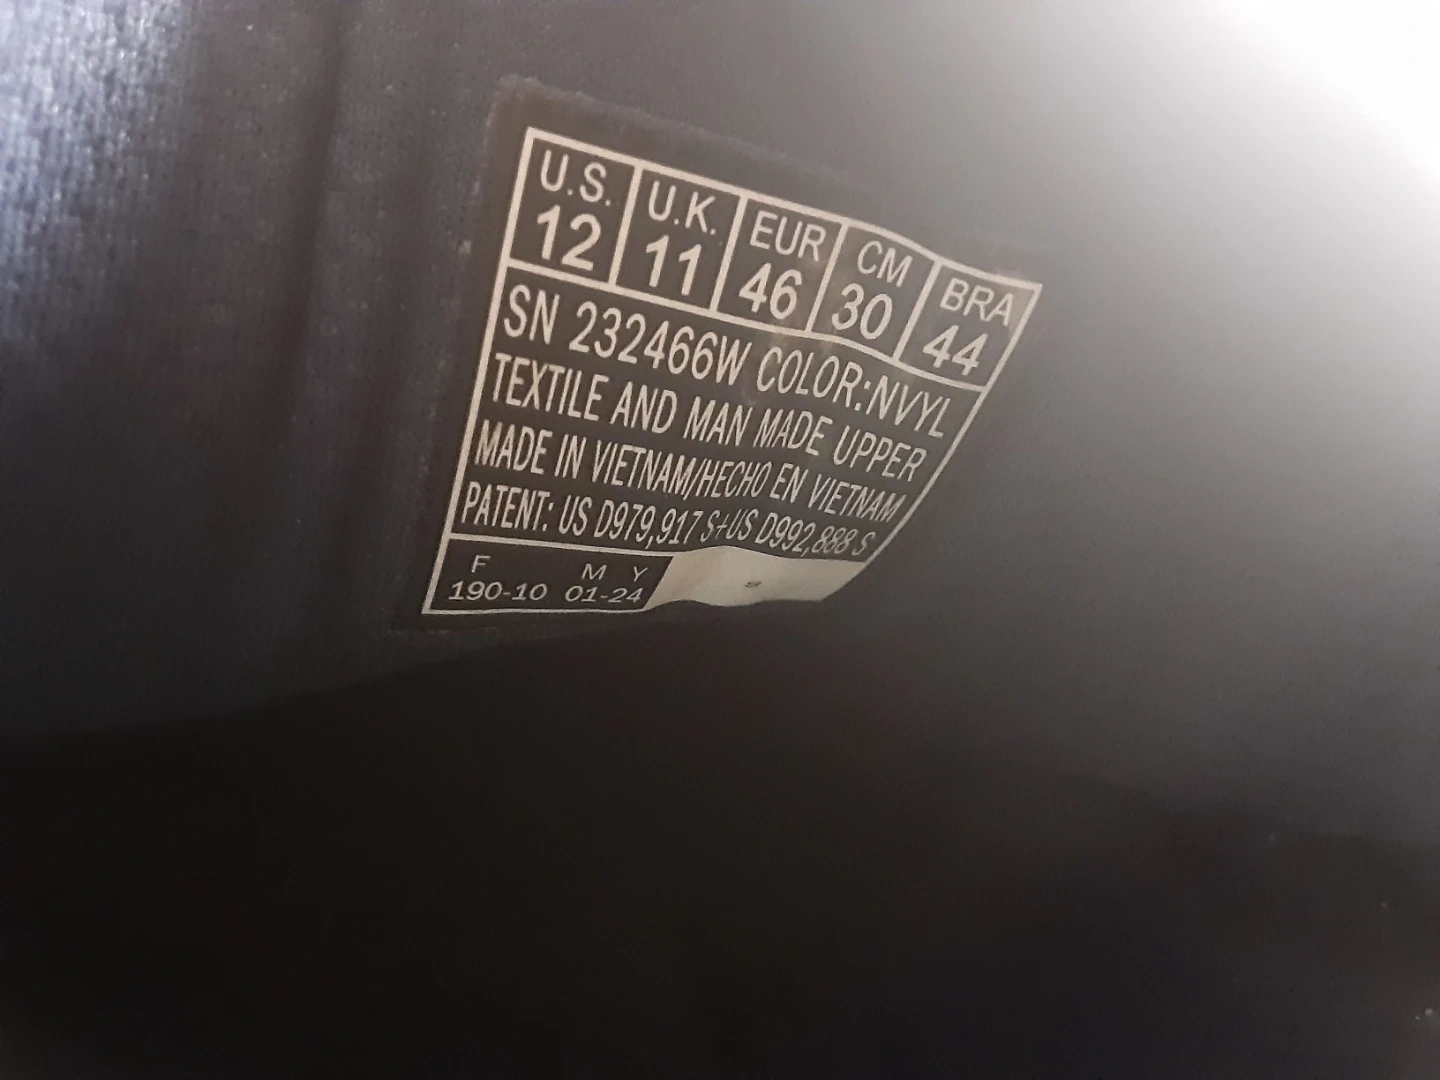 U.S. U.K. EUR CM BRA
12 11 46 30 44
SN 232466W COLOR:NVYL
TEXTILE AND MAN MADE UPPER
MADE IN VIETNAM/HECHO EN VIETNAM
PATENT: US D979,917 S+US D992,888 S
F M Y
190-10 01-24